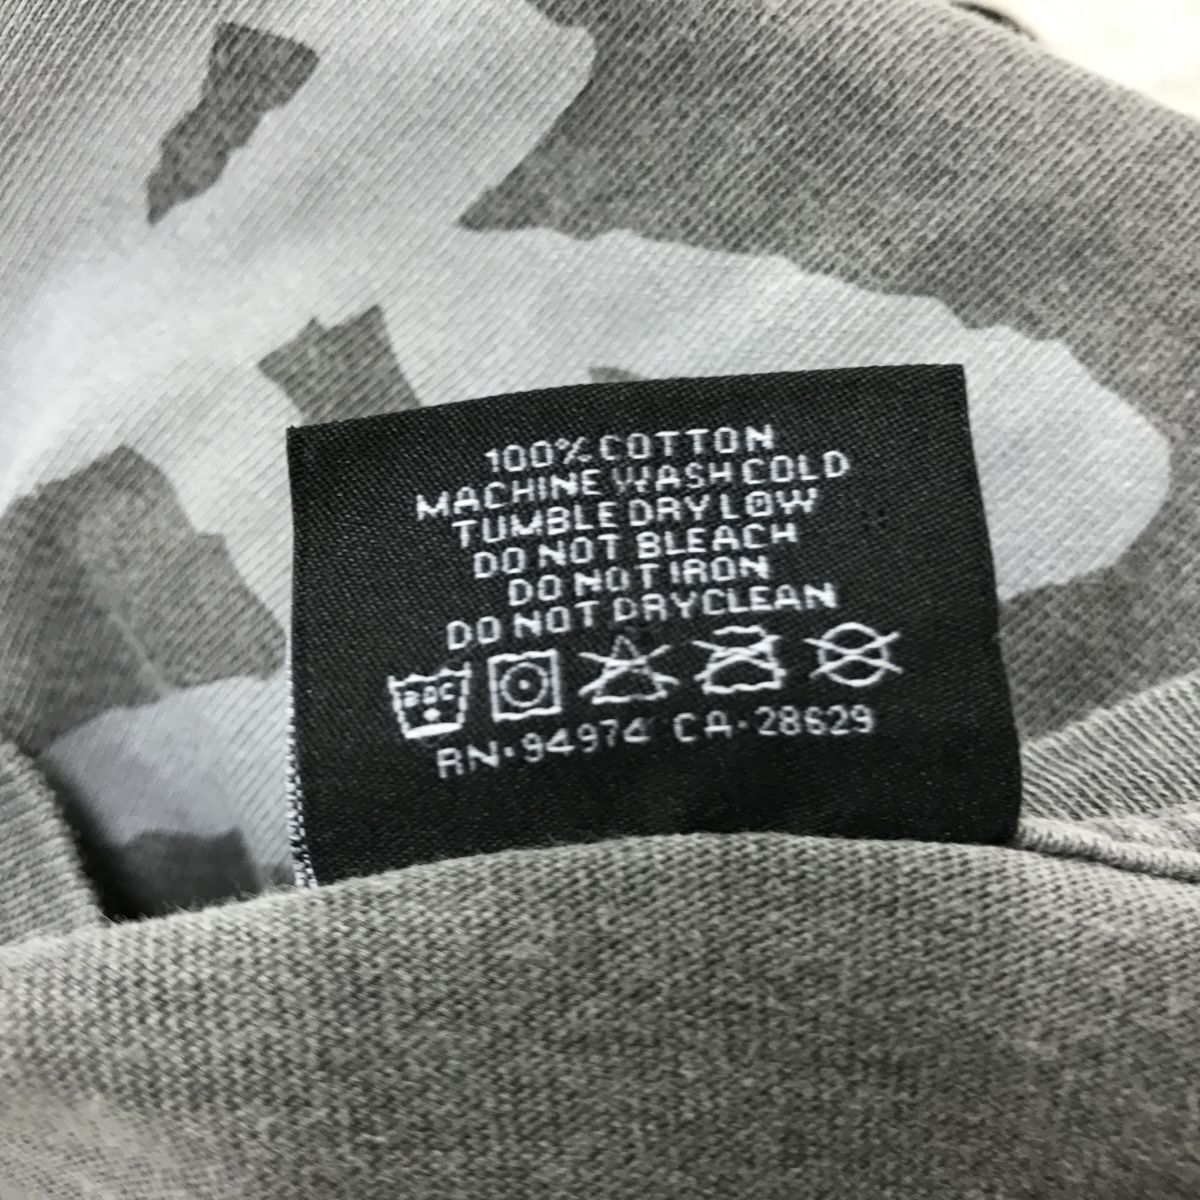 100% COTTON
MACHINE WASH COLD
TUMBLE DRY LOW
DO NOT BLEACH
DO NOT IRON
DO NOT DRYCLEAN
RN·94974 CA·28629